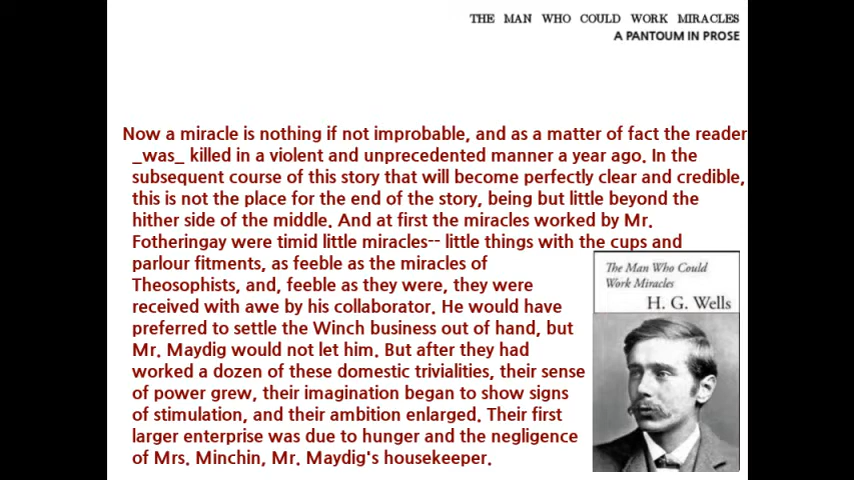 THE MAN WHO COULD WORK MIRACLES
A PANTOUM IN PROSE
Now a miracle is nothing if not improbable, and as a matter of fact the reader
_was_ killed in a violent and unprecedented manner a year ago. In the
subsequent course of this story that will become perfectly clear and credible,
this is not the place for the end of the story, being but little beyond the
hither side of the middle. And at first the miracles worked by Mr.
Fotheringay were timid little miracles-- little things with the cups and
parlour fitments, as feeble as the miracles of
Theosophists, and, feeble as they were, they were
received with awe by his collaborator. He would have
preferred to settle the Winch business out of hand, but
Mr. Maydig would not let him. But after they had
worked a dozen of these domestic trivialities, their sense
of power grew, their imagination began to show signs
of stimulation, and their ambition enlarged. Their first
larger enterprise was due to hunger and the negligence
of Mrs. Minchin, Mr. Maydig's housekeeper.
The Man Who Could
Work Miracles
H. G. Wells